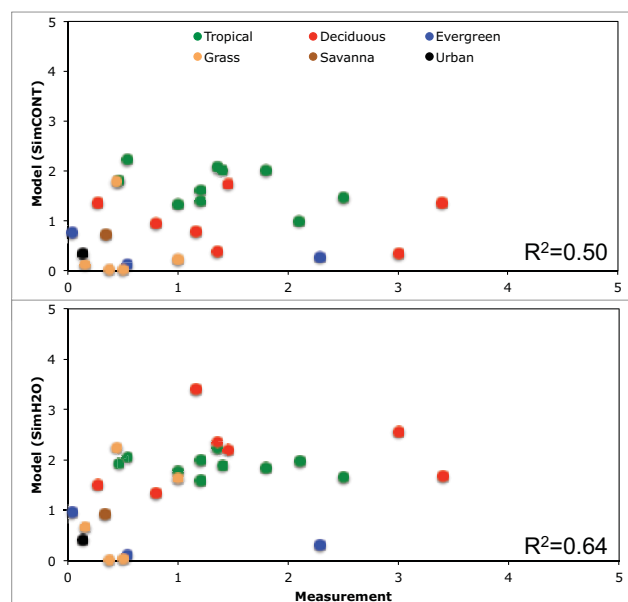 5
Tropical Deciduous Evergreen
Grass Savanna Urban
4
3
2
1
0
Model (SimCONT)
0 1 2 3 4 5
R²=0.50
5
4
3
2
1
0
Model (SimH2O)
R²=0.64
0 1 2 3 4 5
Measurement